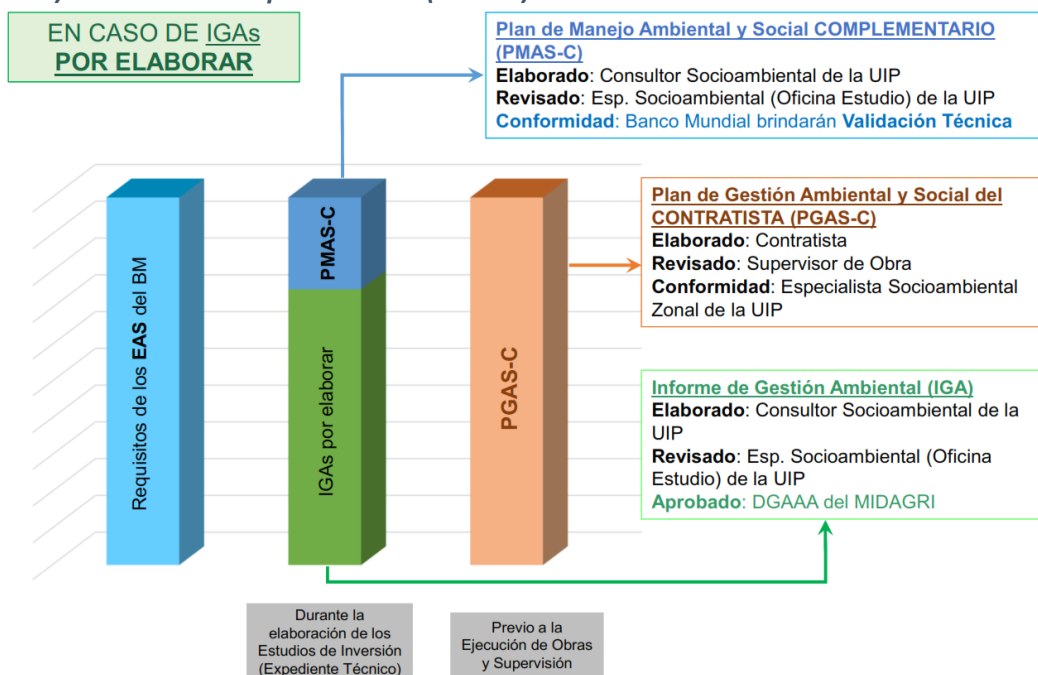 EN CASO DE IGAs
POR ELABORAR
Plan de Manejo Ambiental y Social COMPLEMENTARIO
(PMAS-C)
Elaborado: Consultor Socioambiental de la UIP
Revisado: Esp. Socioambiental (Oficina Estudio) de la UIP
Conformidad: Banco Mundial brindarán Validación Técnica
Requisitos de los EAS del BM
PMAS-C
IGAs por elaborar
PGAS-C
Plan de Gestión Ambiental y Social del
CONTRATISTA (PGAS-C)
Elaborado: Contratista
Revisado: Supervisor de Obra
Conformidad: Especialista Socioambiental
Zonal de la UIP
Informe de Gestión Ambiental (IGA)
Elaborado: Consultor Socioambiental de la
UIP
Revisado: Esp. Socioambiental (Oficina
Estudio) de la UIP
Aprobado: DGAAA del MIDAGRI
Durante la
elaboración de los
Estudios de Inversión
(Expediente Técnico)
Previo a la
Ejecución de Obras
y Supervisión